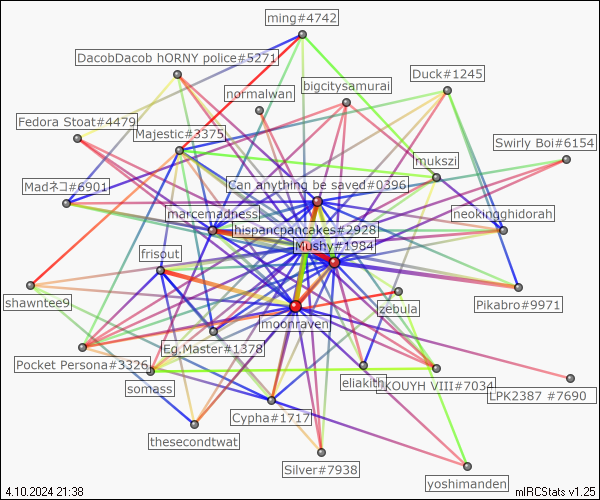 ming#4742
DacobDacob hORNY police#5271
Duck#1245
bigcitysamurai
normalwan
Fedora Stoat#4479
Majestic#3375
Swirly Boi#6154
mukszi
Madネコ#6901
Can anything be saved#0396
marcemadness
neokingghidorah
hispancpancakes#2928
Mushy#1984
frisout
shawntee9
Pikabro#9971
zebula
moonraven
Eg.Master#1378
Pocket Persona#3326
somass
eliakith
KOUYH VIII#7034
LPK2387 #7690
Cypha#1717
thesecondtwat
Silver#7938
yoshimanden
4.10.2024 21:38
mIRCStats v1.25